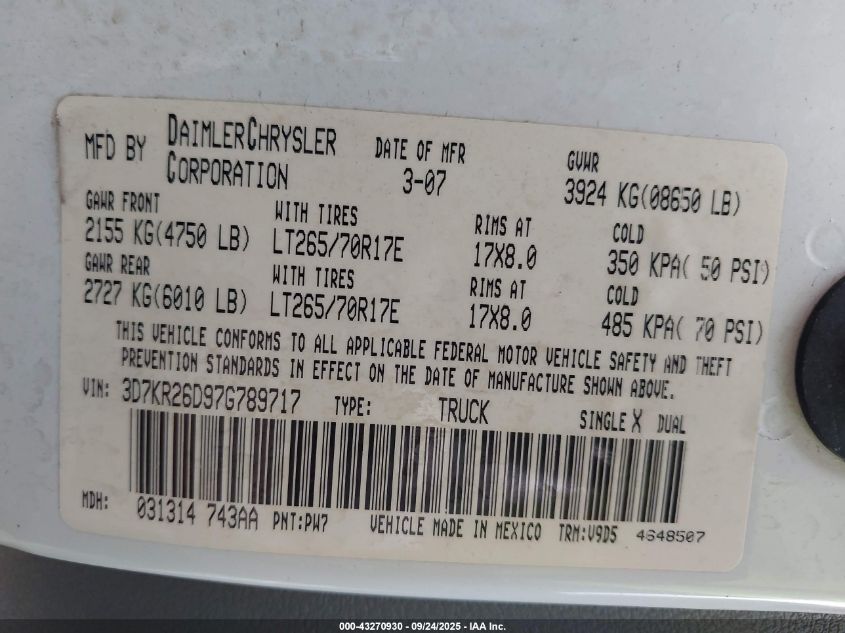 MFD BY DAIMLERCHRYSLER CORPORATION DATE OF MFR 3-07 GVWR 3924 KG(08650 LB)
GAWR FRONT WITH TIRES RIMS AT COLD
2155 KG(4750 LB) LT265/70R17E 17X8.0 350 KPA( 50 PSI)
GAWR REAR WITH TIRES RIMS AT COLD
2727 KG(6010 LB) LT265/70R17E 17X8.0 485 KPA( 70 PSI)
THIS VEHICLE CONFORMS TO ALL APPLICABLE FEDERAL MOTOR VEHICLE SAFETY AND THEFT
PREVENTION STANDARDS IN EFFECT ON THE DATE OF MANUFACTURE SHOWN ABOVE.
VIN: 3D7KR26D97G789717 TYPE: TRUCK SINGLE X DUAL
MDH: 031314 743AA PNT:PW7 VEHICLE MADE IN MEXICO TRM:V9D5 4648507
000-43270930 - 09/24/2025 - IAA Inc.